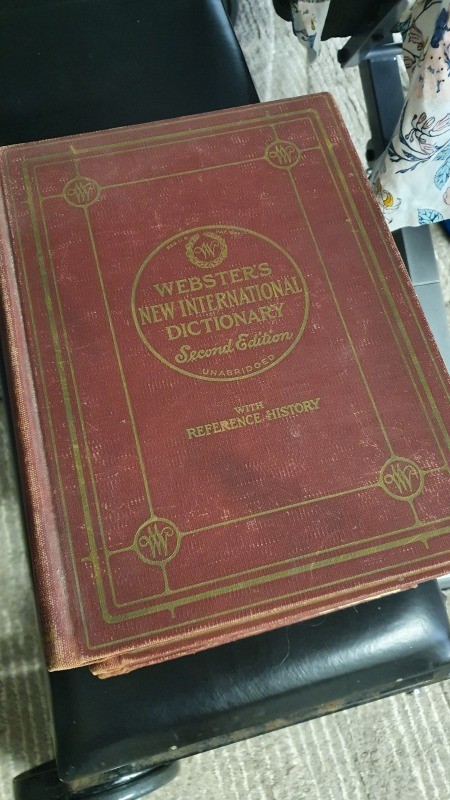 W
W
W
WEBSTER'S
NEW INTERNATIONAL
DICTIONARY
Second Edition
UNABRIDGED
WITH
REFERENCE HISTORY
W
W